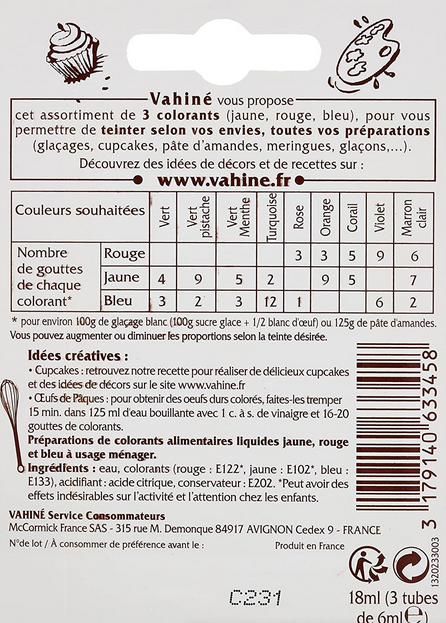 Vahiné vous propose
cet assortiment de 3 colorants (jaune, rouge, bleu), pour vous
permettre de teinter selon vos envies, toutes vos préparations
(glaçages, cupcakes, pâte d'amandes, meringues, glaçons,...).
Découvrez des idées de décors et de recettes sur :
www.vahine.fr
Couleurs souhaitées Vert Vert pistache Vert Menthe Turquoise Rose Orange Corail Violet Marron clair
Nombre de gouttes de chaque colorant*
Rouge 3 3 5 9 6
Jaune 4 9 5 2 9 5 7
Bleu 3 2 3 12 1 6 2
* pour environ 100g de glaçage blanc (100g sucre glace + 1/2 blanc d'œuf) ou 125g de pâte d'amandes.
Vous pouvez augmenter ou diminuer les proportions selon la teinte désirée.
Idées créatives :
• Cupcakes : retrouvez notre recette pour réaliser de délicieux cupcakes
et des idées de décors sur le site www.vahine.fr
• Œufs de Pâques : pour obtenir des oeufs durs colorés, faites-les tremper
15 min. dans 125 ml d'eau bouillante avec 1 c. à s. de vinaigre et 16-20
gouttes de colorants.
Préparations de colorants alimentaires liquides jaune, rouge
et bleu à usage ménager.
Ingrédients : eau, colorants (rouge : E122*, jaune : E102*, bleu :
E133), acidifiant : acide citrique, conservateur : E202. *Peut avoir des
effets indésirables sur l'activité et l'attention chez les enfants.
VAHINÉ Service Consommateurs
McCormick France SAS - 315 rue M. Demonque 84917 AVIGNON Cedex 9 - FRANCE
N°de lot / À consommer de préférence avant le : Produit en France
C231
3 179140 633458
1320233003
18ml (3 tubes
de 6ml℮)